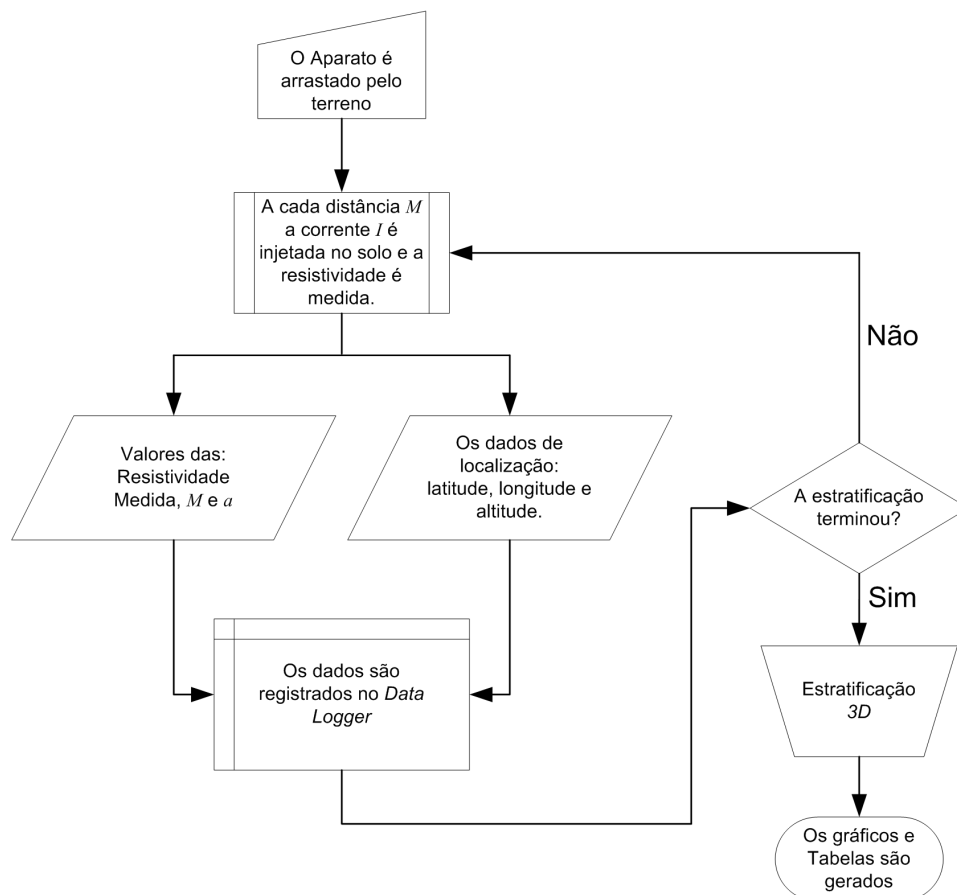 O Aparato é
arrastado pelo
terreno
A cada distância M
a corrente I é
injetada no solo e a
resistividade é
medida.
Não
Valores das:
Resistividade
Medida, M e a
Os dados de
localização:
latitude, longitude e
altitude.
A estratificação
terminou?
Sim
Os dados são
registrados no Data
Logger
Estratificação
3D
Os gráficos e
Tabelas são
gerados